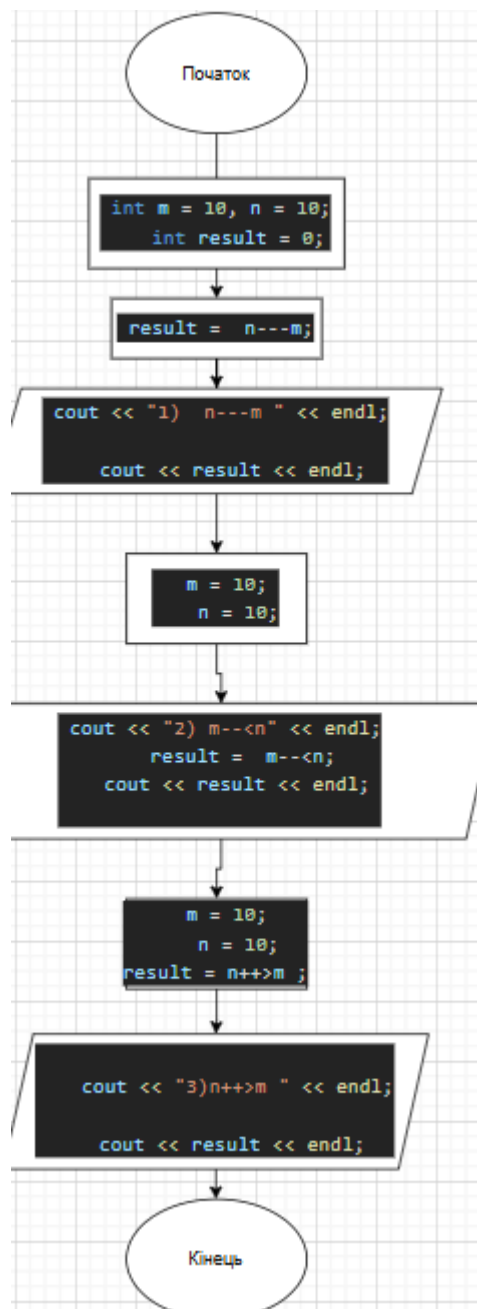 Початок
int m = 10, n = 10;
int result = 0;
result =  n---m;
cout << "1)  n---m " << endl;
cout << result << endl;
m = 10;
n = 10;
cout << "2) m--<n" << endl;
result =  m--<n;
cout << result << endl;
m = 10;
n = 10;
result = n++>m ;
cout << "3)n++>m " << endl;
cout << result << endl;
Кінець